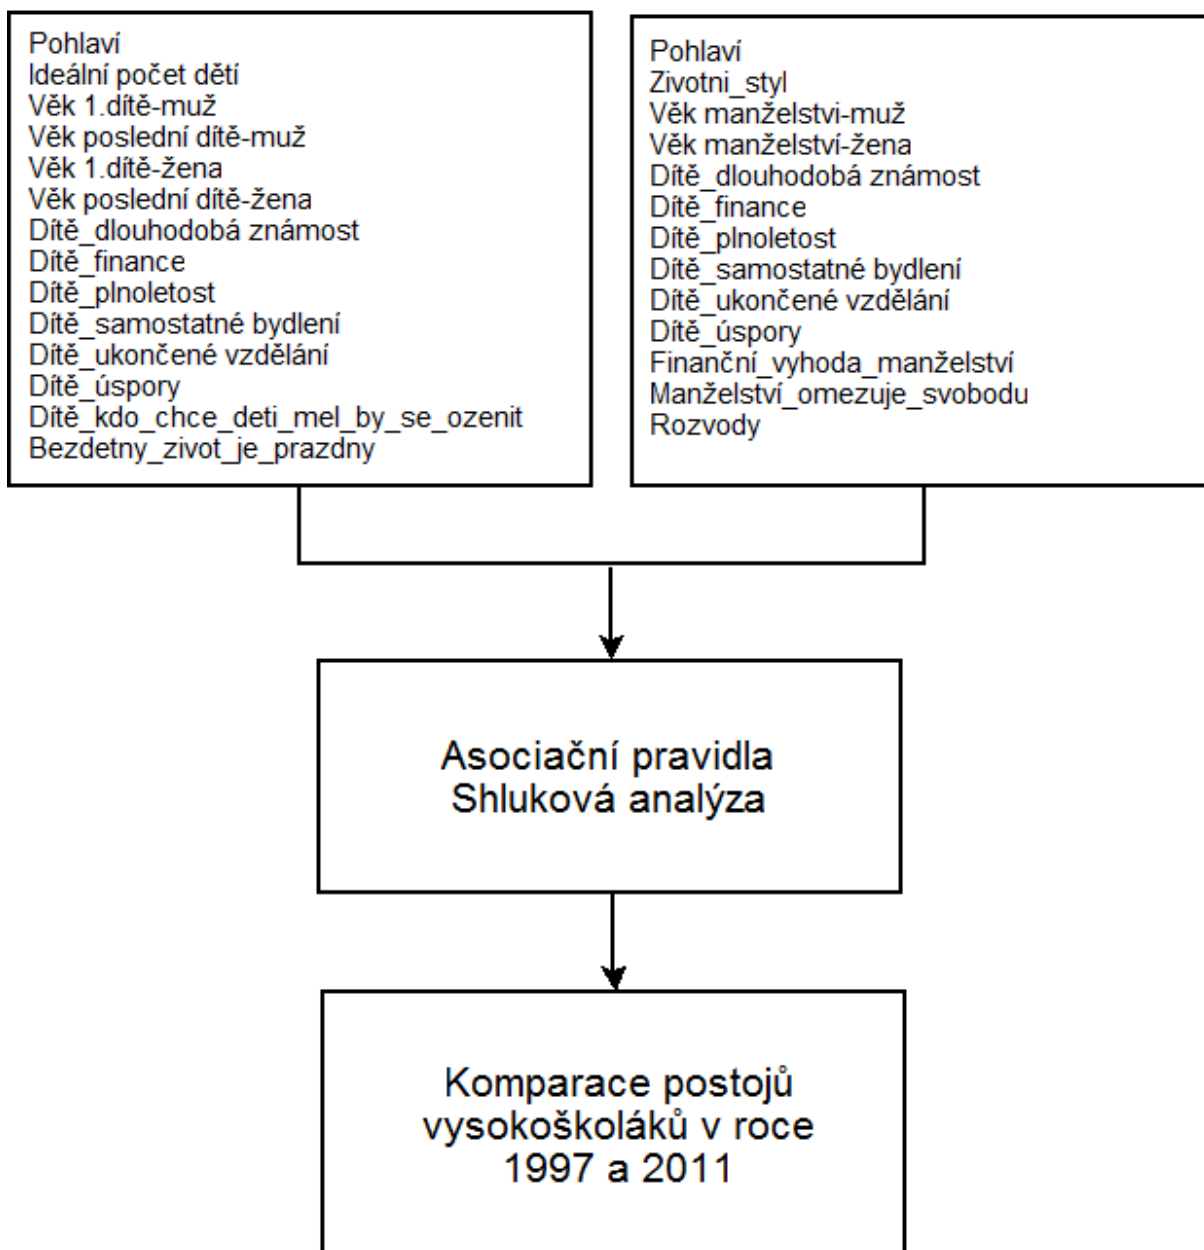 Pohlaví
Ideální počet dětí
Věk 1.dítě-muž
Věk poslední dítě-muž
Věk 1.dítě-žena
Věk poslední dítě-žena
Dítě_dlouhodobá známost
Dítě_finance
Dítě_plnoletost
Dítě_samostatné bydlení
Dítě_ukončené vzdělání
Dítě_úspory
Dítě_kdo_chce_deti_mel_by_se_ozenit
Bezdetny_zivot_je_prazdny
Pohlaví
Zivotni_styl
Věk manželstvi-muž
Věk manželství-žena
Dítě_dlouhodobá známost
Dítě_finance
Dítě_plnoletost
Dítě_samostatné bydlení
Dítě_ukončené vzdělání
Dítě_úspory
Finanční_vyhoda_manželství
Manželství_omezuje_svobodu
Rozvody
Asociační pravidla
Shluková analýza
Komparace postojů
vysokoškoláků v roce
1997 a 2011